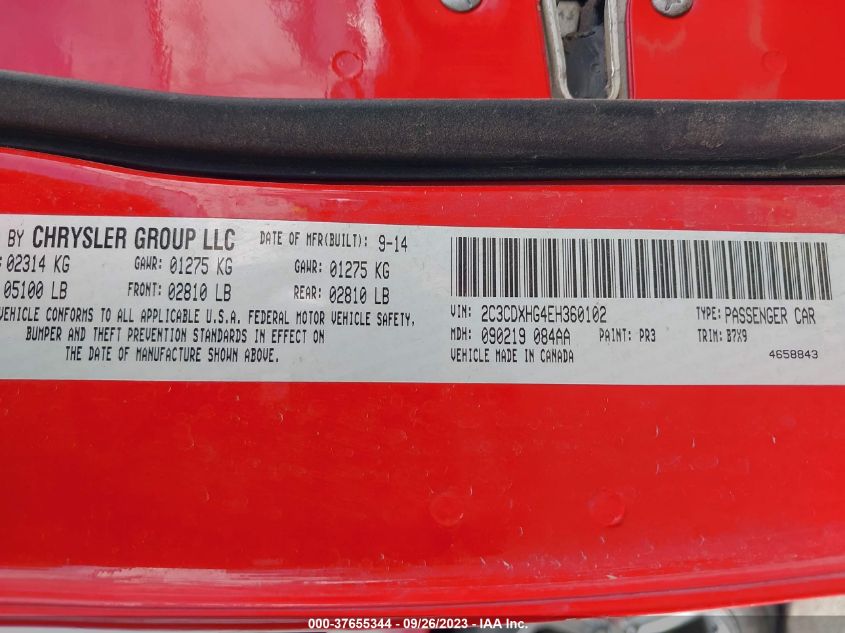 BY CHRYSLER GROUP LLC DATE OF MFR(BUILT): 9-14
: 02314 KG GAWR: 01275 KG GAWR: 01275 KG
05100 LB FRONT: 02810 LB REAR: 02810 LB
VEHICLE CONFORMS TO ALL APPLICABLE U.S.A. FEDERAL MOTOR VEHICLE SAFETY,
BUMPER AND THEFT PREVENTION STANDARDS IN EFFECT ON
THE DATE OF MANUFACTURE SHOWN ABOVE.
VIN: 2C3CDXHG4EH360102 TYPE: PASSENGER CAR
MDH: 090219 084AA PAINT: PR3 TRIM: B7X9
VEHICLE MADE IN CANADA 4658843
000-37655344 - 09/26/2023 - IAA Inc.